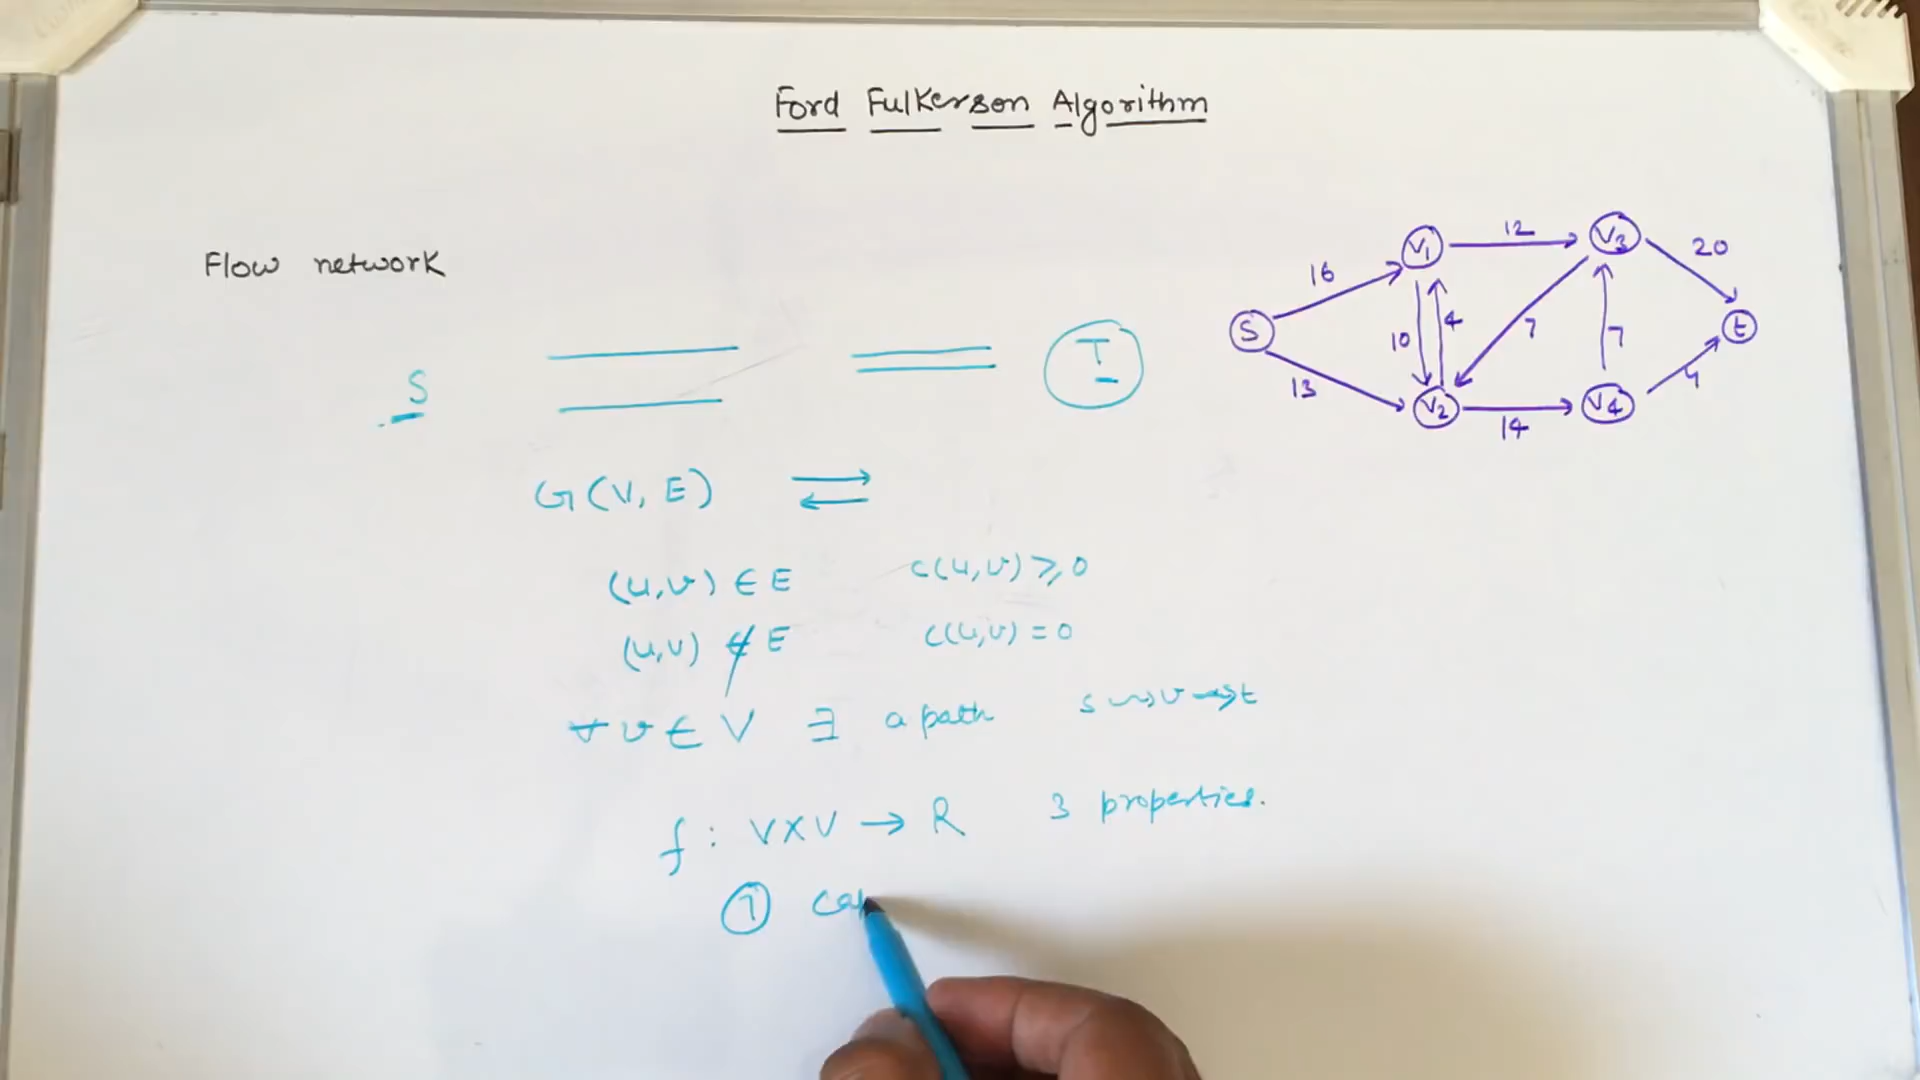 Ford Fulkerson Algorithm
Flow network
S
T
G(V, E) ⇄
(u,v) ∈ E c(u,v) ⩾ 0
(u,v) ∉ E c(u,v) = 0
∀ v ∈ V ∃ a path s ⇝ v ⇝ t
f : V×V → R 3 properties.
① cap
12
V1
V3
20
16
S
10
4
7
7
t
13
V2
V4
4
14